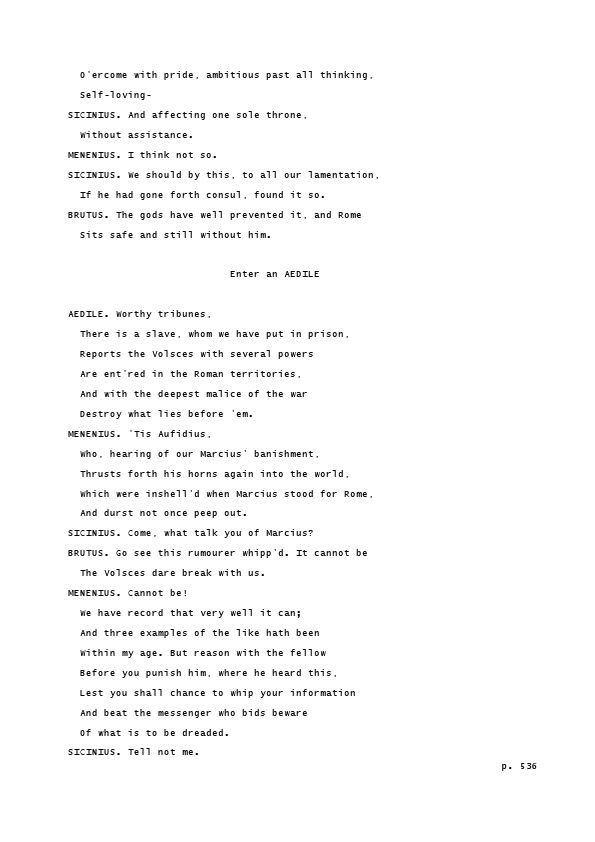 O'ercome with pride, ambitious past all thinking,
Self-loving-
SICINIUS. And affecting one sole throne,
Without assistance.
MENENIUS. I think not so.
SICINIUS. We should by this, to all our lamentation,
If he had gone forth consul, found it so.
BRUTUS. The gods have well prevented it, and Rome
Sits safe and still without him.
Enter an AEDILE
AEDILE. Worthy tribunes,
There is a slave, whom we have put in prison,
Reports the Volsces with several powers
Are ent'red in the Roman territories,
And with the deepest malice of the war
Destroy what lies before 'em.
MENENIUS. 'Tis Aufidius,
Who, hearing of our Marcius' banishment,
Thrusts forth his horns again into the world,
Which were inshell'd when Marcius stood for Rome,
And durst not once peep out.
SICINIUS. Come, what talk you of Marcius?
BRUTUS. Go see this rumourer whipp'd. It cannot be
The Volsces dare break with us.
MENENIUS. Cannot be!
We have record that very well it can;
And three examples of the like hath been
Within my age. But reason with the fellow
Before you punish him, where he heard this,
Lest you shall chance to whip your information
And beat the messenger who bids beware
Of what is to be dreaded.
SICINIUS. Tell not me.
p. 536